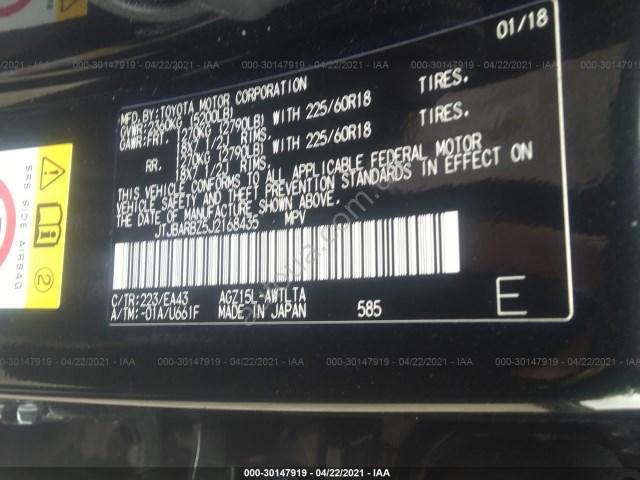 000-30147919 - 04/22/2021 - IAA
01/18
MFD.BY:TOYOTA MOTOR CORPORATION
GVWR:2360KG (5200LB)
GAWR:FRT. 1270KG (2790LB) WITH 225/60R18 TIRES,
18X7 1/2J RIMS.
RR. 1270KG (2790LB) WITH 225/60R18 TIRES,
18X7 1/2J RIMS.
THIS VEHICLE CONFORMS TO ALL APPLICABLE FEDERAL MOTOR
VEHICLE SAFETY AND THEFT PREVENTION STANDARDS IN EFFECT ON
THE DATE OF MANUFACTURE SHOWN ABOVE.
JTJBARBZ5J2168435 MPV
C/TR:223/EA43 AGZ15L-AWTLTA
A/TM:-01A/U661F MADE IN JAPAN 585
E
SRS SIDE AIRBAG
2
000-30147919 - 04/22/2021 - IAA